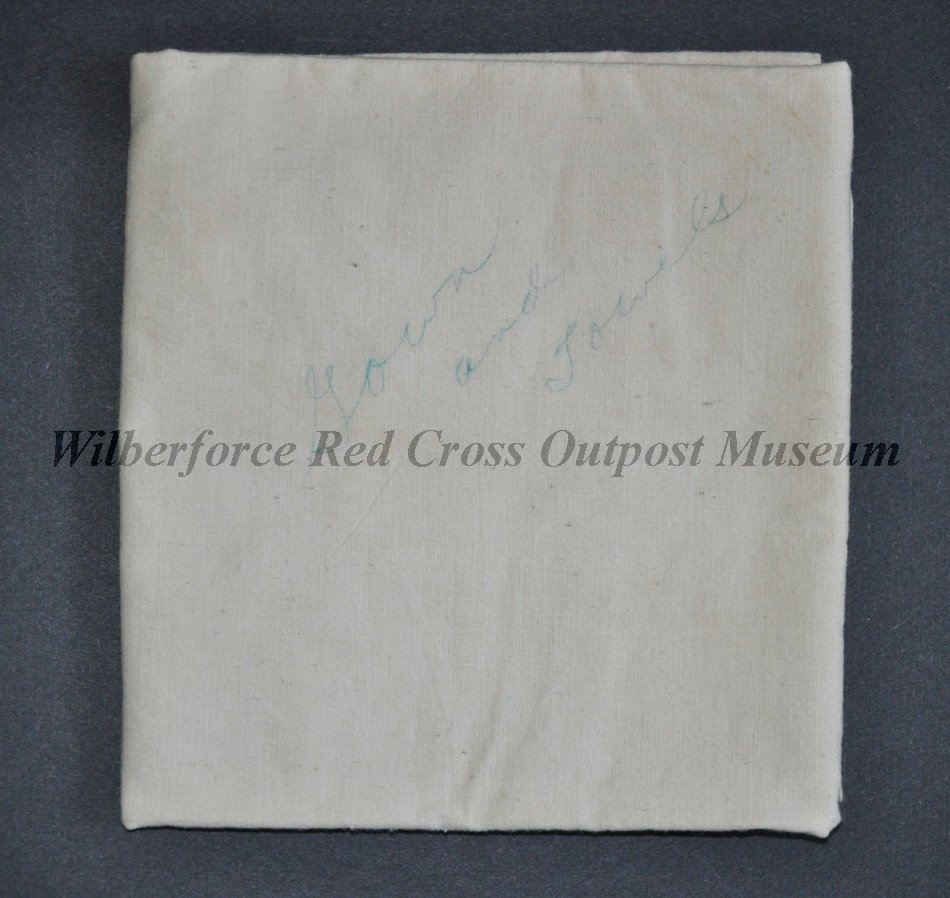 Gown
and
Towels
Wilberforce Red Cross Outpost Museum